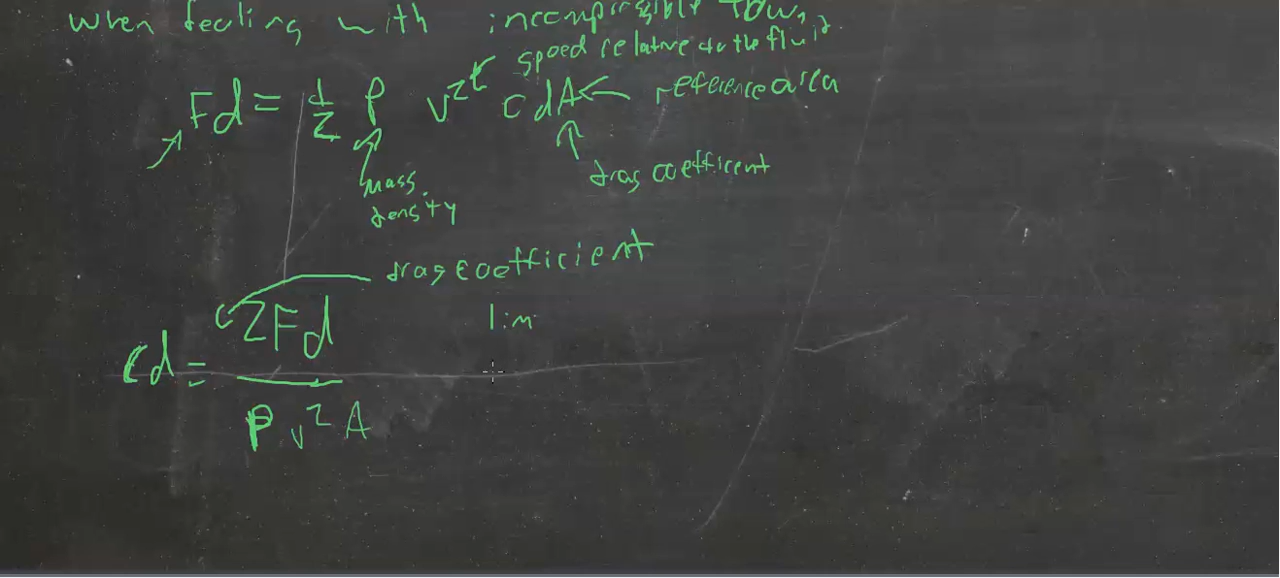 when dealing with incompressible flow,
speed relative to the fluid.
Fd = 1/2 ρ v² CdA reference area
drag coefficient
mass density
drag coefficient
Cd = 2Fd / ρ v² A
lim